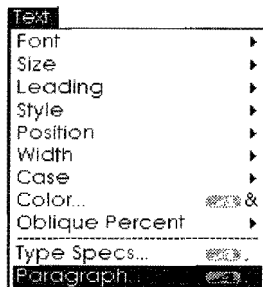 Text
Font
Size
Leading
Style
Position
Width
Case
Color... &
Oblique Percent
Type Specs...
Paragraph...